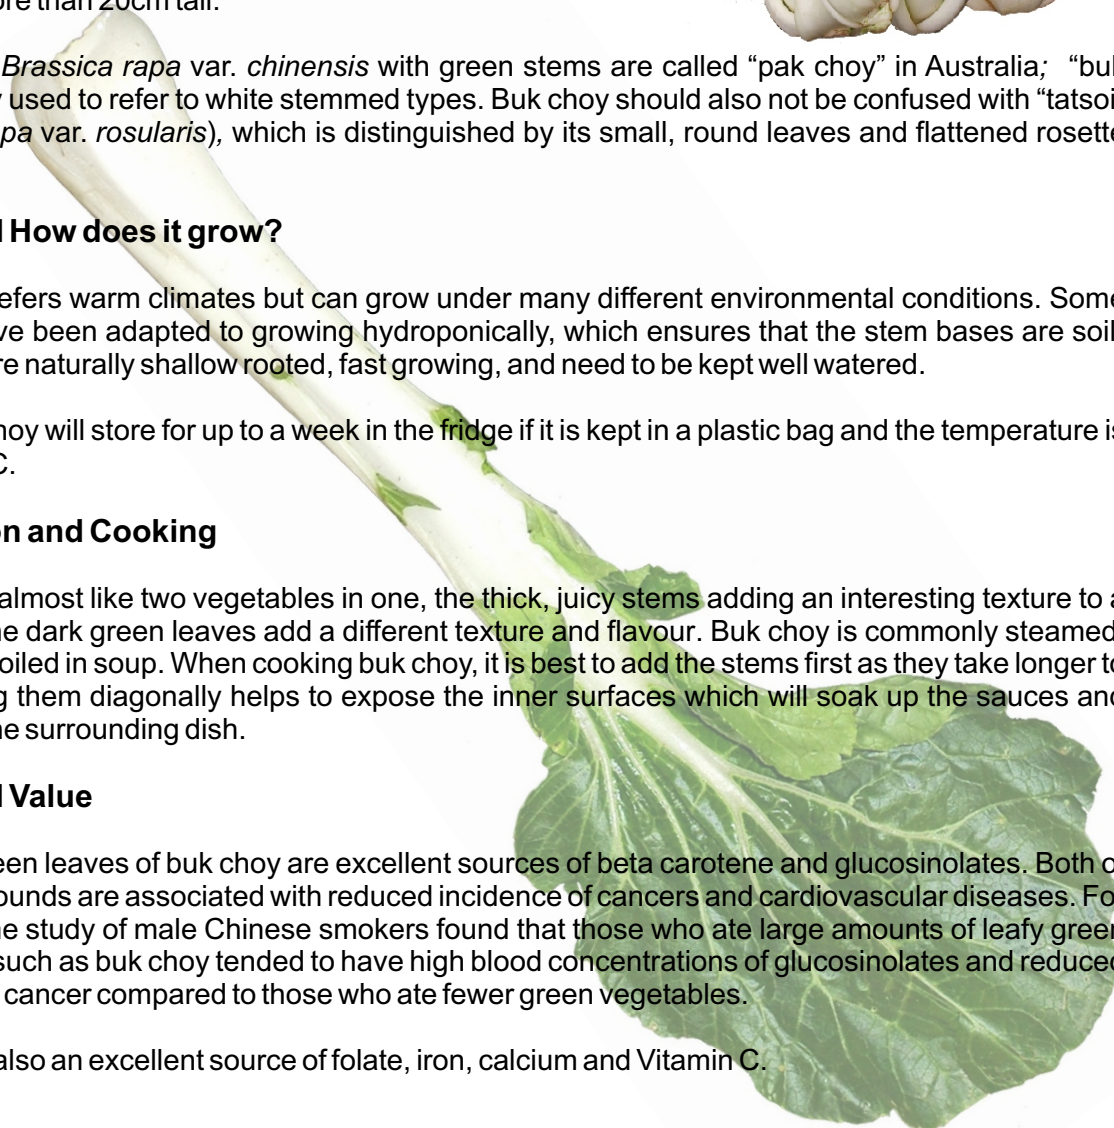 ore than 20cm tall.
Brassica rapa var. chinensis with green stems are called “pak choy” in Australia; “buk
used to refer to white stemmed types. Buk choy should also not be confused with “tatsoi
pa var. rosularis), which is distinguished by its small, round leaves and flattened rosette
How does it grow?
efers warm climates but can grow under many different environmental conditions. Some
ve been adapted to growing hydroponically, which ensures that the stem bases are soil
re naturally shallow rooted, fast growing, and need to be kept well watered.
hoy will store for up to a week in the fridge if it is kept in a plastic bag and the temperature is
C.
on and Cooking
almost like two vegetables in one, the thick, juicy stems adding an interesting texture to a
he dark green leaves add a different texture and flavour. Buk choy is commonly steamed
oiled in soup. When cooking buk choy, it is best to add the stems first as they take longer to
g them diagonally helps to expose the inner surfaces which will soak up the sauces and
he surrounding dish.
Value
een leaves of buk choy are excellent sources of beta carotene and glucosinolates. Both o
ounds are associated with reduced incidence of cancers and cardiovascular diseases. Fo
ne study of male Chinese smokers found that those who ate large amounts of leafy green
such as buk choy tended to have high blood concentrations of glucosinolates and reduced
cancer compared to those who ate fewer green vegetables.
also an excellent source of folate, iron, calcium and Vitamin C.